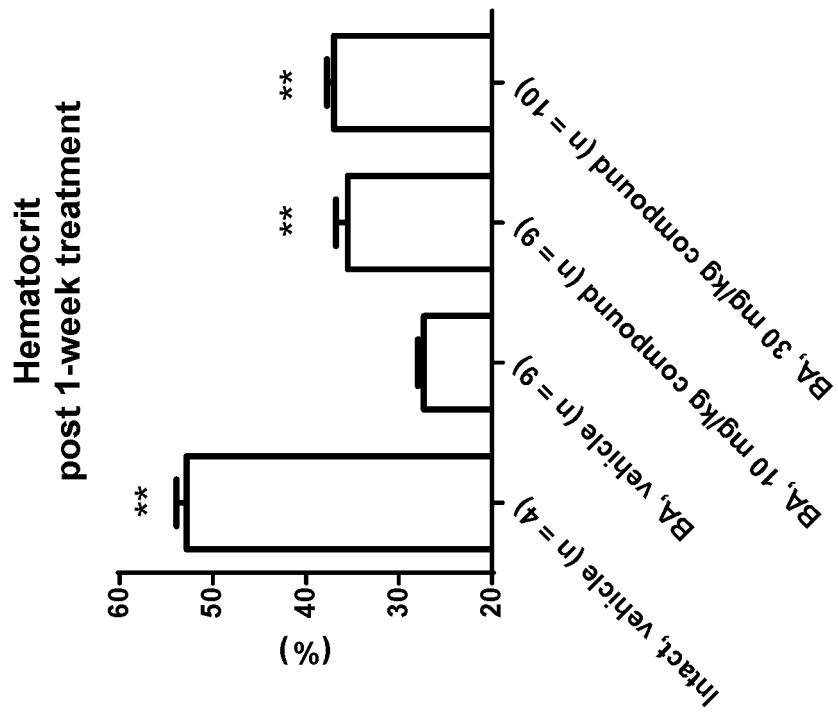 Hematocrit
post 1-week treatment
(%)
60
50
40
30
20
**
**
**
Intact, vehicle (n = 4)
BA, vehicle (n = 9)
BA, 10 mg/kg compound (n = 9)
BA, 30 mg/kg compound (n = 10)